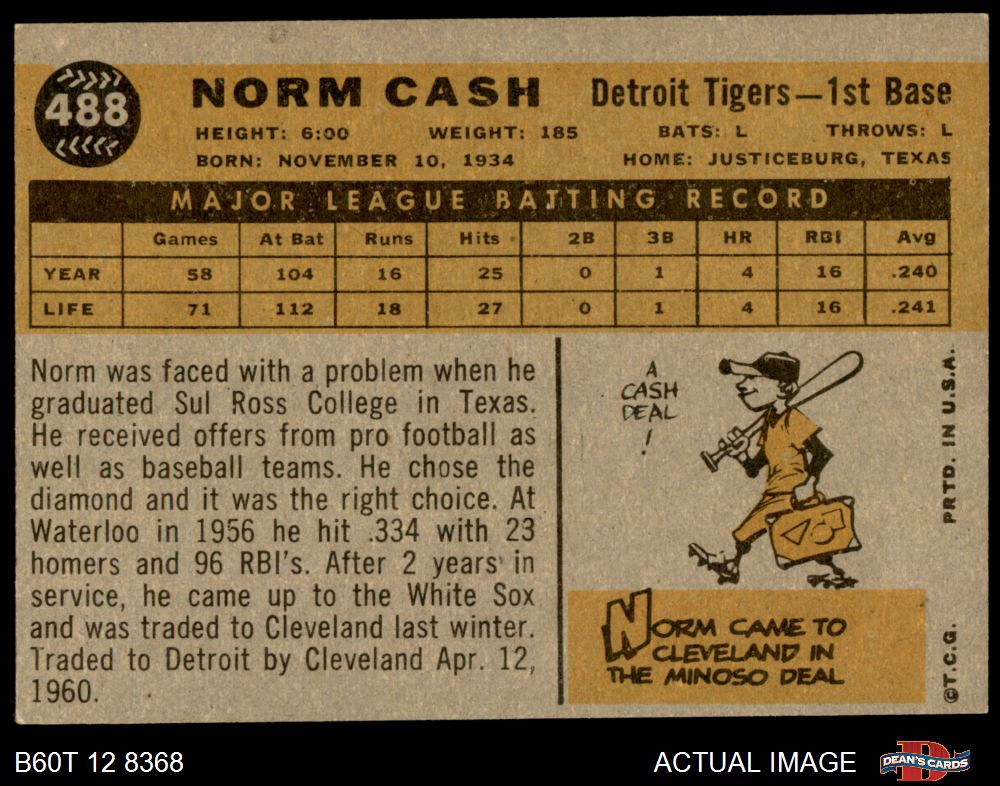 488
NORM CASH Detroit Tigers—1st Base
HEIGHT: 6:00 WEIGHT: 185 BATS: L THROWS: L
BORN: NOVEMBER 10, 1934 HOME: JUSTICEBURG, TEXAS
MAJOR LEAGUE BATTING RECORD
Games At Bat Runs Hits 2B 3B HR RBI Avg
YEAR 58 104 16 25 0 1 4 16 .240
LIFE 71 112 18 27 0 1 4 16 .241
Norm was faced with a problem when he
graduated Sul Ross College in Texas.
He received offers from pro football as
well as baseball teams. He chose the
diamond and it was the right choice. At
Waterloo in 1956 he hit .334 with 23
homers and 96 RBI's. After 2 years in
service, he came up to the White Sox
and was traded to Cleveland last winter.
Traded to Detroit by Cleveland Apr. 12,
1960.
A
CASH
DEAL
!
NORM CAME TO
CLEVELAND IN
THE MINOSO DEAL
©T.C.G. PRTD. IN U.S.A.
B60T 12 8368 ACTUAL IMAGE
D
DEAN'S CARDS